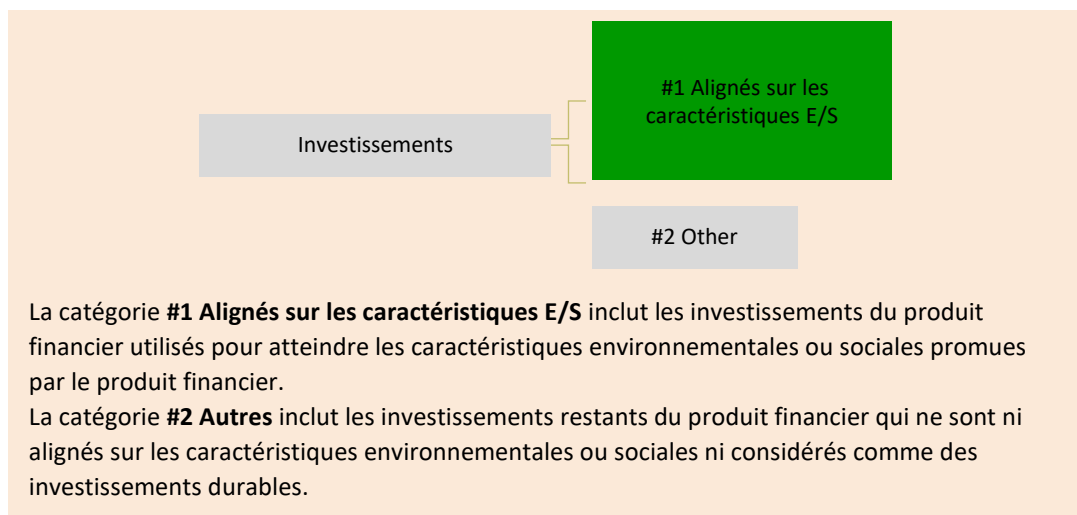 #1 Alignés sur les
caractéristiques E/S
Investissements
#2 Other
La catégorie #1 Alignés sur les caractéristiques E/S inclut les investissements du produit
financier utilisés pour atteindre les caractéristiques environnementales ou sociales promues
par le produit financier.
La catégorie #2 Autres inclut les investissements restants du produit financier qui ne sont ni
alignés sur les caractéristiques environnementales ou sociales ni considérés comme des
investissements durables.